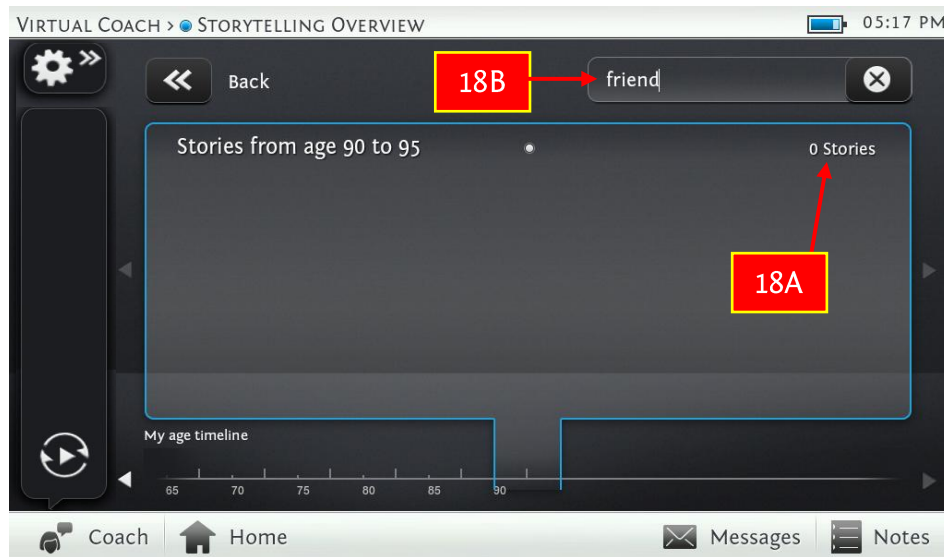 VIRTUAL COACH > STORYTELLING OVERVIEW 05:17 PM
Back 18B friend
Stories from age 90 to 95 0 Stories
18A
My age timeline
65 70 75 80 85 90
Coach Home Messages Notes